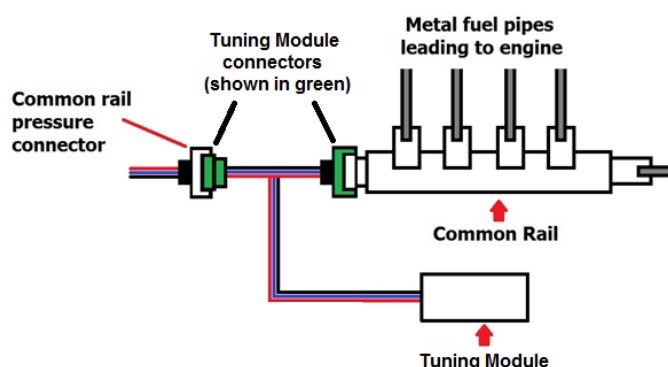 Tuning Module
connectors
(shown in green)
Metal fuel pipes
leading to engine
Common rail
pressure
connector
Common Rail
Tuning Module